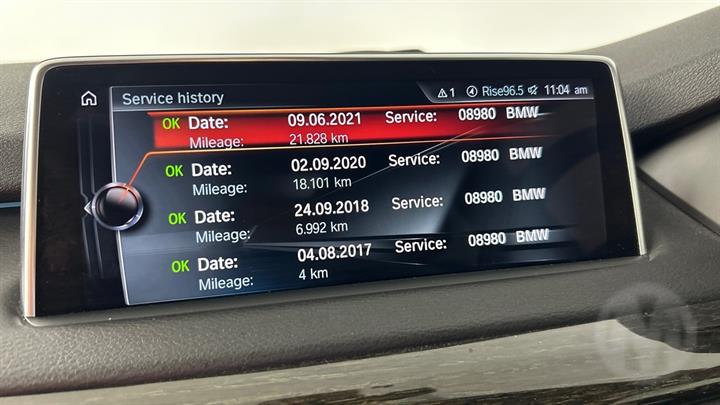 Service history
1 Rise96.5 11:04 am
OK Date: 09.06.2021 Service: 08980 BMW
Mileage: 21.828 km
OK Date: 02.09.2020 Service: 08980 BMW
Mileage: 18.101 km
OK Date: 24.09.2018 Service: 08980 BMW
Mileage: 6.992 km
OK Date: 04.08.2017 Service: 08980 BMW
Mileage: 4 km